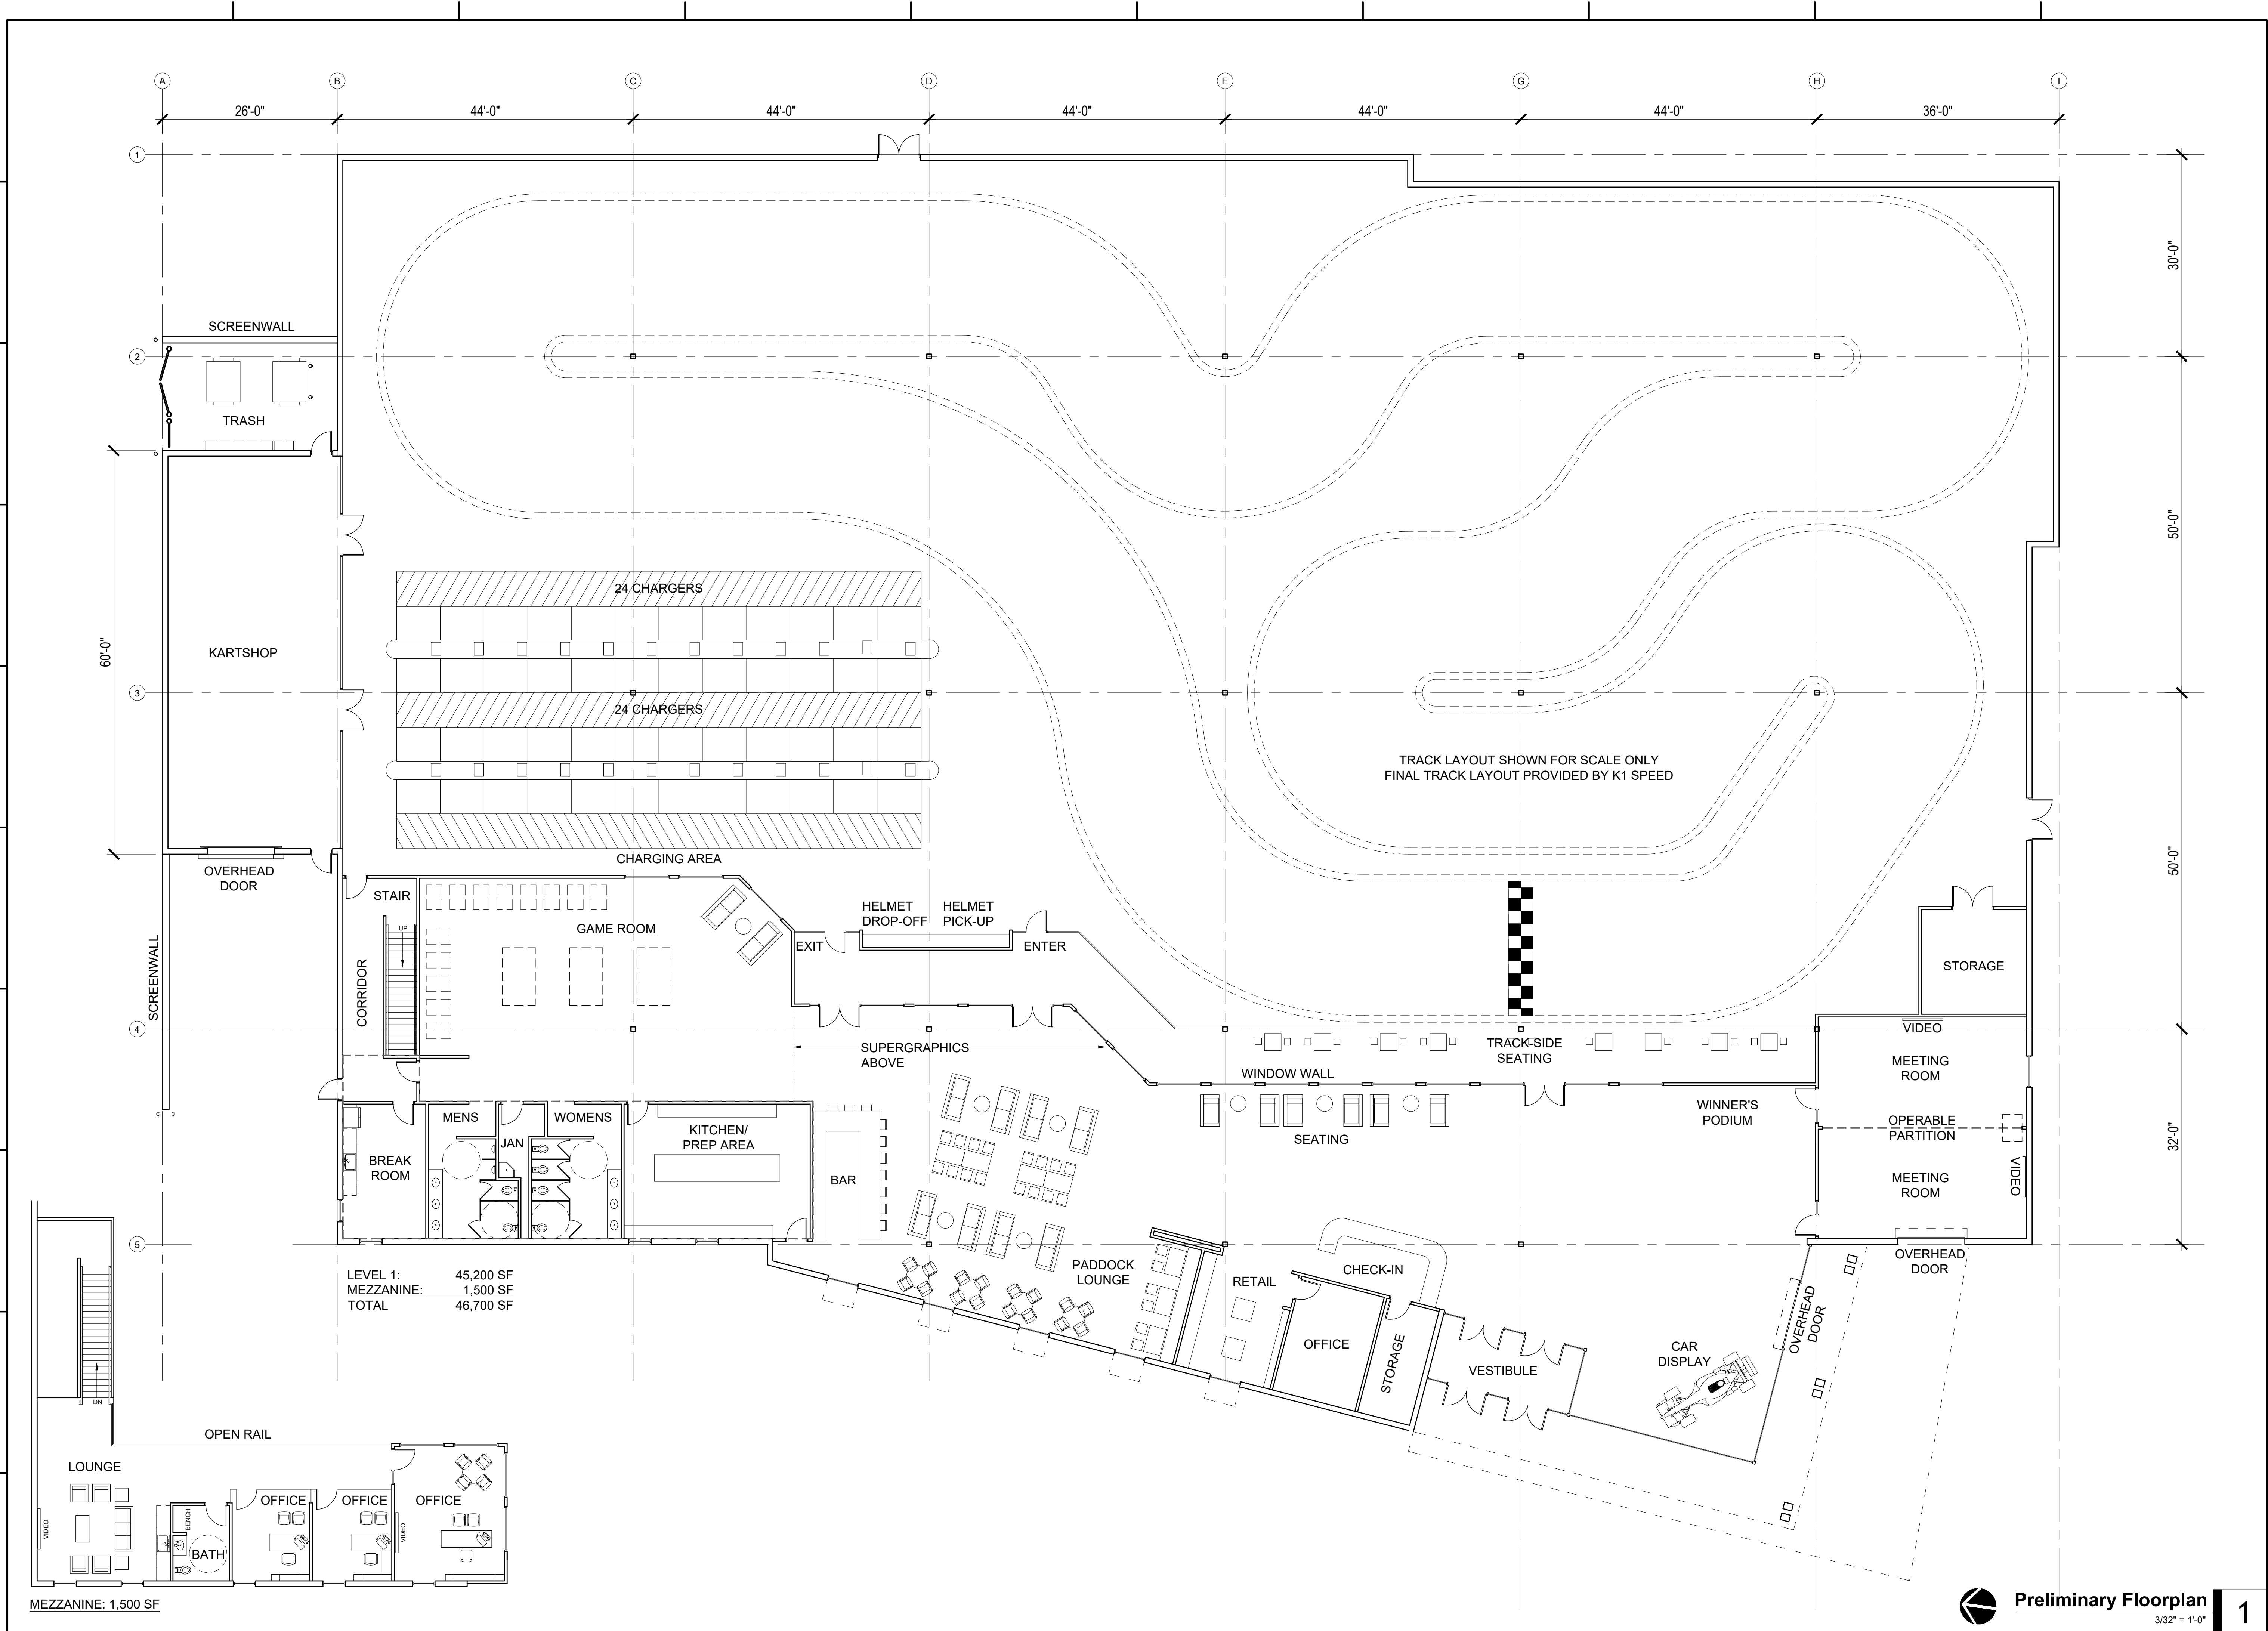 A
B
C
D
E
G
H
I
26'-0"
44'-0"
44'-0"
44'-0"
44'-0"
44'-0"
36'-0"
1
2
3
4
5
30'-0"
50'-0"
50'-0"
32'-0"
60'-0"
SCREENWALL
TRASH
KARTSHOP
OVERHEAD
DOOR
SCREENWALL
24 CHARGERS
24 CHARGERS
CHARGING AREA
TRACK LAYOUT SHOWN FOR SCALE ONLY
FINAL TRACK LAYOUT PROVIDED BY K1 SPEED
STAIR
UP
CORRIDOR
GAME ROOM
EXIT
HELMET
DROP-OFF
HELMET
PICK-UP
ENTER
STORAGE
SUPERGRAPHICS
ABOVE
TRACK-SIDE
SEATING
WINDOW WALL
VIDEO
MEETING
ROOM
OPERABLE
PARTITION
VIDEO
MEETING
ROOM
WINNER'S
PODIUM
SEATING
MENS
JAN
WOMENS
KITCHEN/
PREP AREA
BREAK
ROOM
BAR
PADDOCK
LOUNGE
RETAIL
CHECK-IN
OFFICE
STORAGE
VESTIBULE
CAR
DISPLAY
OVERHEAD
DOOR
OVERHEAD
DOOR
LEVEL 1: 45,200 SF
MEZZANINE: 1,500 SF
TOTAL 46,700 SF
DN
OPEN RAIL
LOUNGE
VIDEO
BENCH
BATH
OFFICE
OFFICE
OFFICE
VIDEO
MEZZANINE: 1,500 SF
Preliminary Floorplan
3/32" = 1'-0"
1